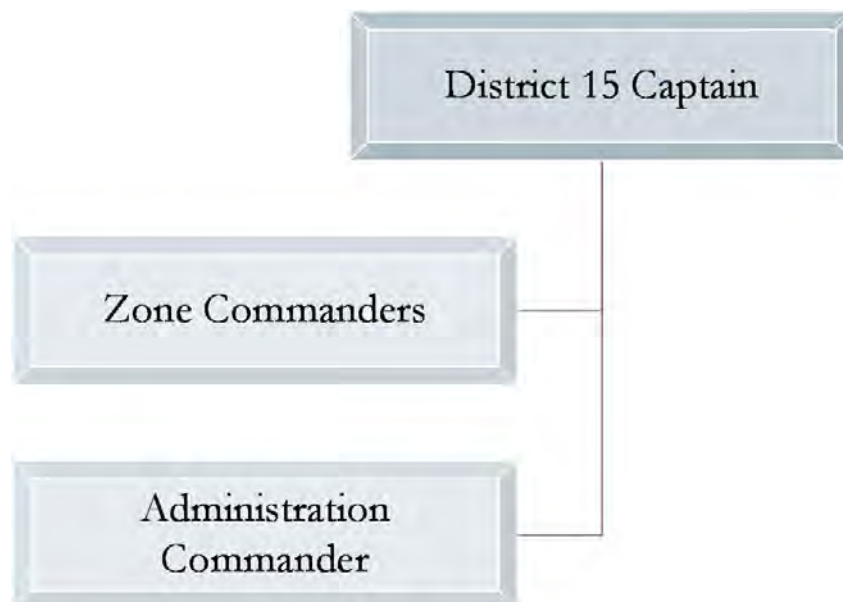 District 15 Captain
Zone Commanders
Administration
Commander